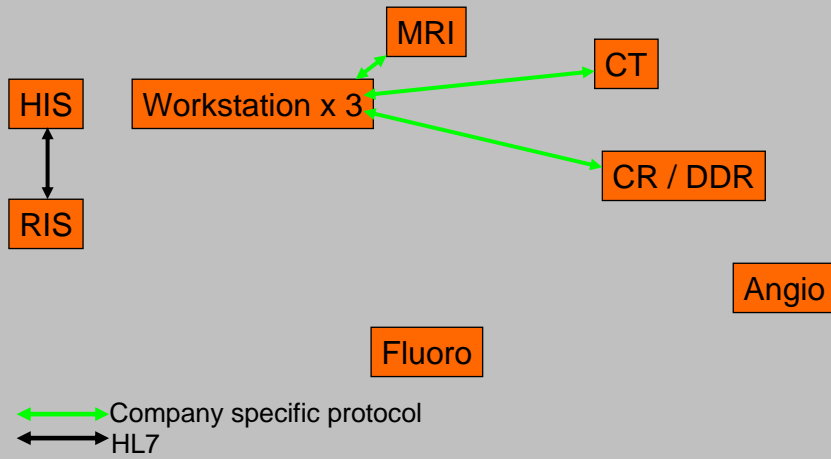 MRI
CT
HIS
Workstation x 3
CR / DDR
RIS
Angio
Fluoro
Company specific protocol
HL7